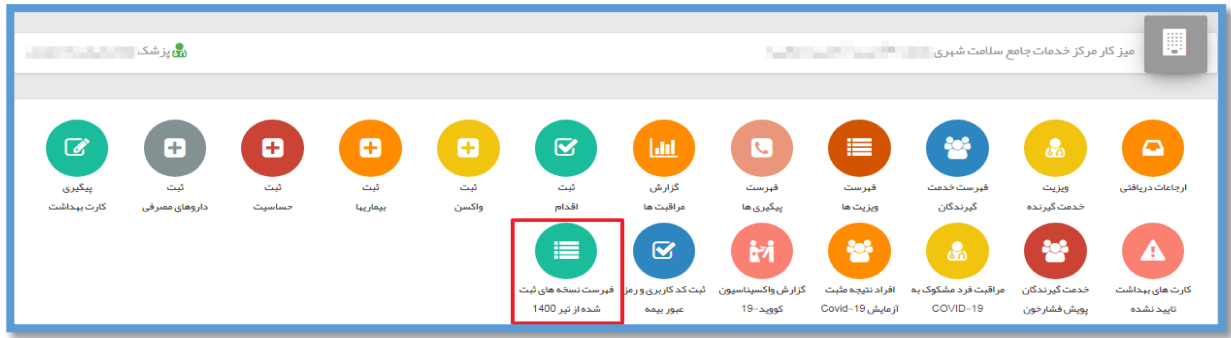 میز کار مرکز خدمات جامع سلامت شهری
پزشک
ارجاعات دریافتی
ویزیت
خدمت گیرنده
فهرست خدمت
گیرندگان
فهرست
ویزیت ها
فهرست
پیگیری ها
گزارش
مراقبت ها
ثبت
اقدام
ثبت
واکسن
ثبت
بیماریها
ثبت
حساسیت
ثبت
داروهای مصرفی
پیگیری
کارت بهداشت
کارت های بهداشت
تایید نشده
خدمت گیرندگان
پویش فشارخون
مراقبت فرد مشکوک به
COVID-19
افراد نتیجه مثبت
آزمایش Covid-19
گزارش واکسیناسیون
کووید-19
ثبت کد کاربری و رمز
عبور بیمه
فهرست نسخه های ثبت
شده از تیر 1400